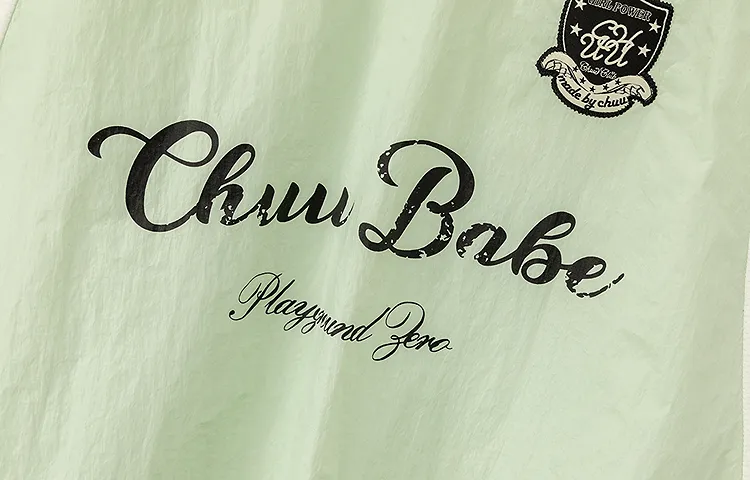 GIRL POWER
made by chuu
Chuu Babe
Playground Zero